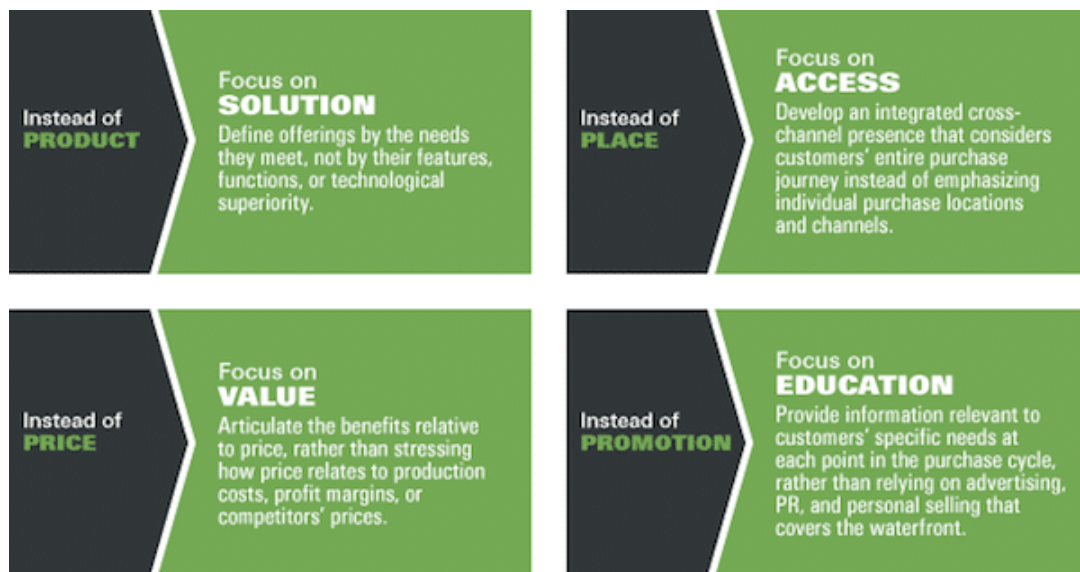 Instead of
PRODUCT
Focus on
SOLUTION
Define offerings by the needs
they meet, not by their features,
functions, or technological
superiority.
Instead of
PLACE
Focus on
ACCESS
Develop an integrated cross-
channel presence that considers
customers' entire purchase
journey instead of emphasizing
individual purchase locations
and channels.
Instead of
PRICE
Focus on
VALUE
Articulate the benefits relative
to price, rather than stressing
how price relates to production
costs, profit margins, or
competitors' prices.
Instead of
PROMOTION
Focus on
EDUCATION
Provide information relevant to
customers' specific needs at
each point in the purchase cycle,
rather than relying on advertising,
PR, and personal selling that
covers the waterfront.